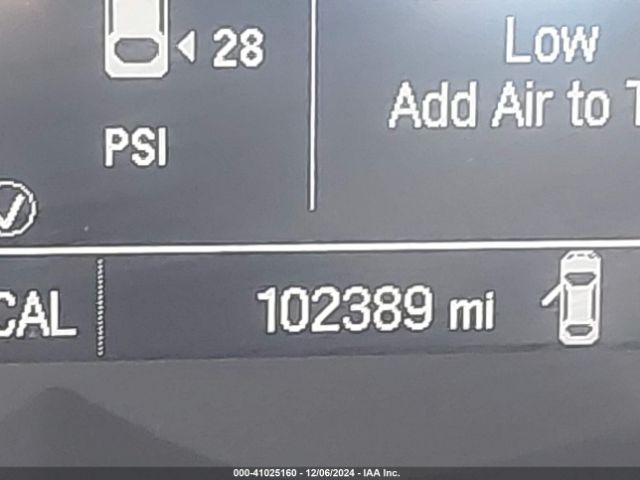 28
Low
Add Air to T
PSI
CAL
102389 mi
000-41025160 - 12/06/2024 - IAA Inc.